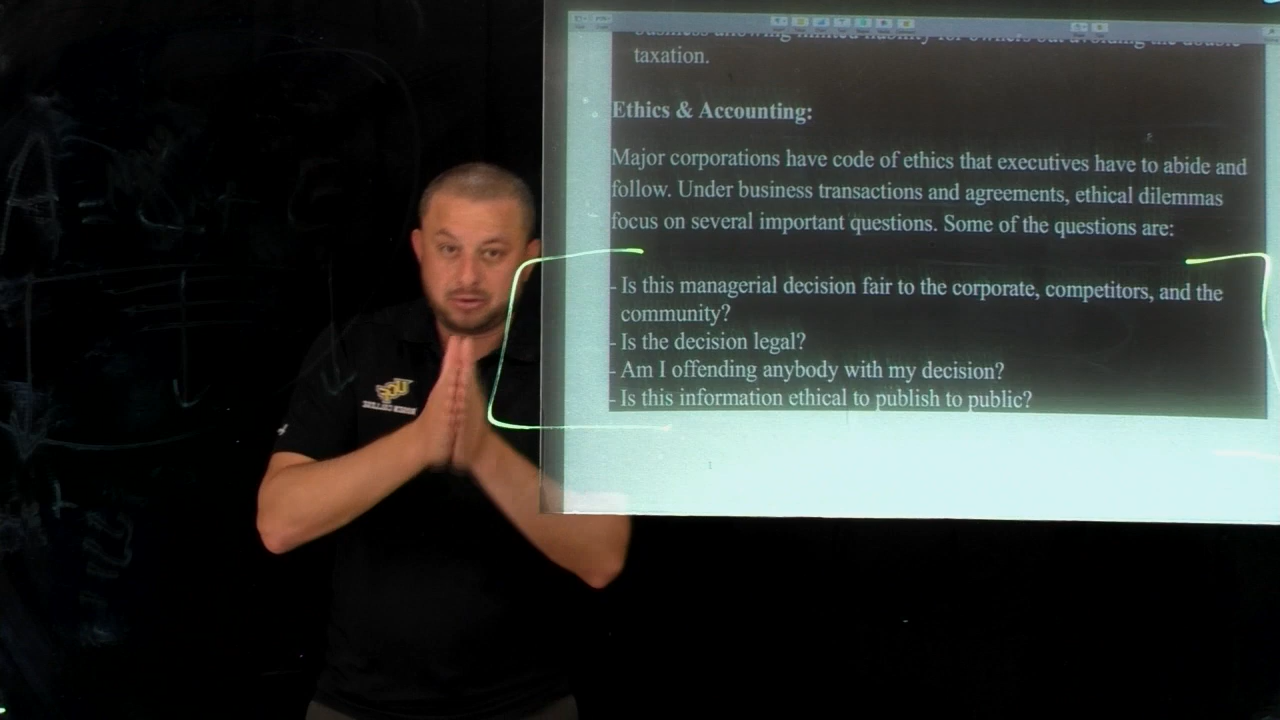 taxation.
Ethics & Accounting:
Major corporations have code of ethics that executives have to abide and
follow. Under business transactions and agreements, ethical dilemmas
focus on several important questions. Some of the questions are:
- Is this managerial decision fair to the corporate, competitors, and the
community?
- Is the decision legal?
- Am I offending anybody with my decision?
- Is this information ethical to publish to public?